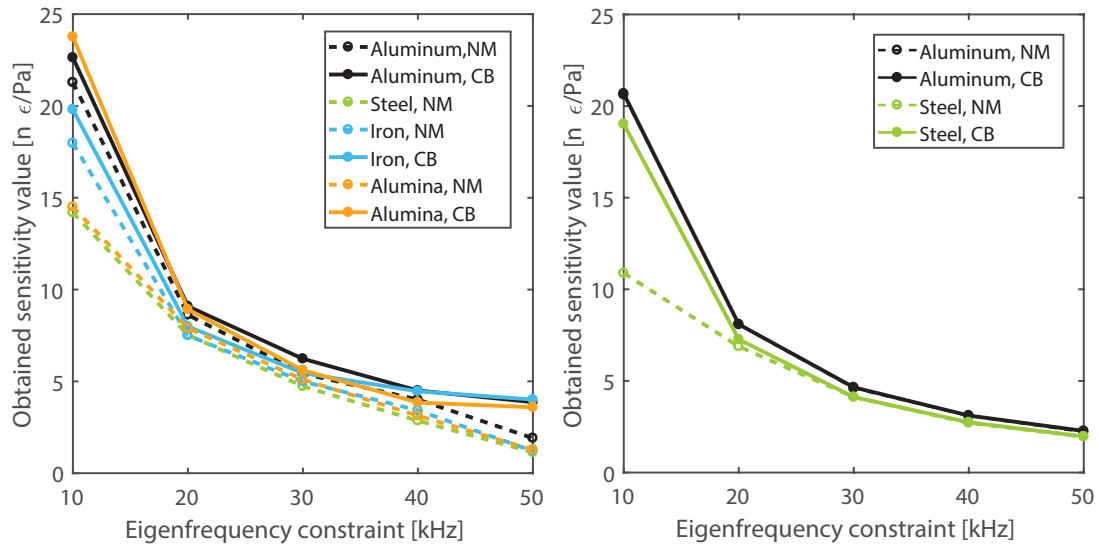 25
20
15
10
5
0
10
20
30
40
50
Obtained sensitivity value [n ϵ/Pa]
Eigenfrequency constraint [kHz]
Aluminum,NM
Aluminum, CB
Steel, NM
Iron, NM
Iron, CB
Alumina, NM
Alumina, CB
25
20
15
10
5
0
10
20
30
40
50
Obtained sensitivity value [n ϵ/Pa]
Eigenfrequency constraint [kHz]
Aluminum, NM
Aluminum, CB
Steel, NM
Steel, CB